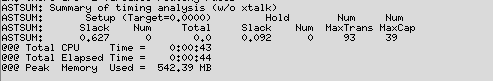 ASTSUM: Summary of timing analysis (w/o xtalk)
ASTSUM: Setup (Target=0.0000) Hold Num Num
ASTSUM: Slack Num Total Slack Num MaxTrans MaxCap
ASTSUM: 0.627 0 0.0 0.092 0 93 39
@@@ Total CPU Time = 0:00:43
@@@ Total Elapsed Time = 0:00:44
@@@ Peak Memory Used = 542.39 MB